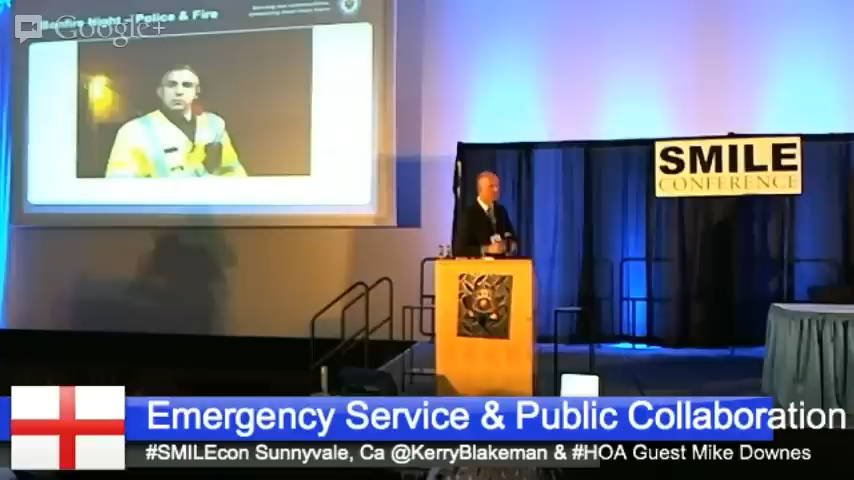 Google+
Bonfire Night - Police & Fire
SMILE
CONFERENCE
Emergency Service & Public Collaboration
#SMILEcon Sunnyvale, Ca @KerryBlakeman & #HOA Guest Mike Downes